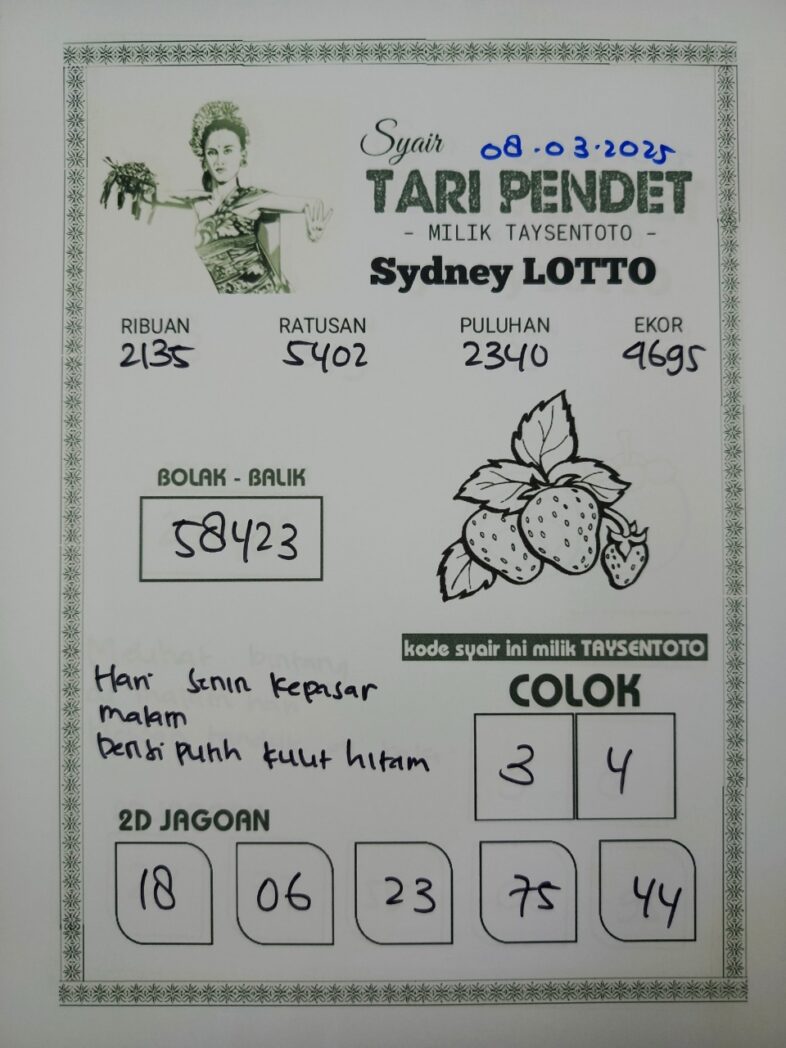 Syair 08.03.2025
TARI PENDET
- MILIK TAYSENTOTO -
Sydney LOTTO
RIBUAN RATUSAN PULUHAN EKOR
2135 5402 2340 9695
BOLAK - BALIK
58423
kode syair ini milik TAYSENTOTO
Hari Senin kepasar
malam
berisi putih kulit hitam
COLOK
3 4
2D JAGOAN
18 06 23 75 44